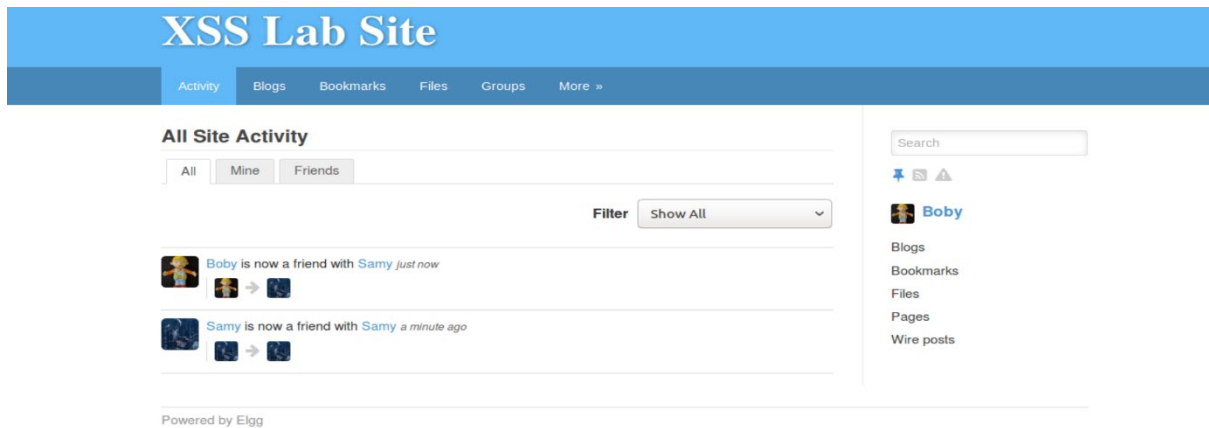 XSS Lab Site
Activity Blogs Bookmarks Files Groups More »
All Site Activity
All Mine Friends
Filter Show All
Boby is now a friend with Samy just now
Samy is now a friend with Samy a minute ago
Search
Boby
Blogs
Bookmarks
Files
Pages
Wire posts
Powered by Elgg